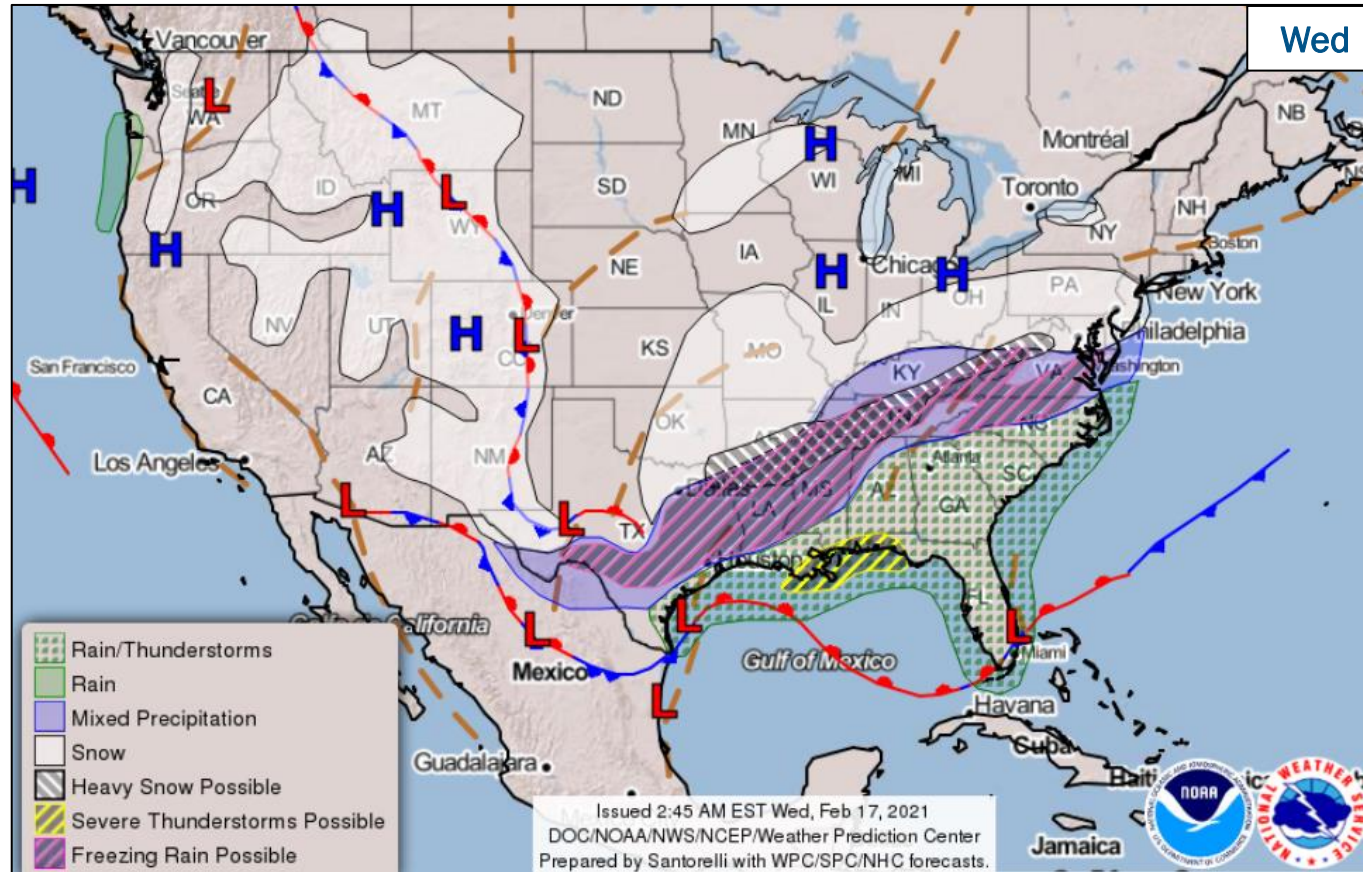 Wed
Vancouver
Seattle
WA
MT
ND
MN
Montréal
NB
NS
L
H
OR
ID
L
H
WY
SD
H
WI
MI
Toronto
NH
NY
Boston
H
NV
UT
H
Denver
L
CO
NE
IA
H
IL
Chicago
IN
H
OH
PA
New York
hiladelphia
San Francisco
CA
KS
MO
KY
VA
ashington
Los Angeles
AZ
NM
OK
NC
Atlanta
SC
L
L
TX
Dallas
LA
MS
AL
GA
Houston
FL
California
L
Mexico
L
Gulf of Mexico
L
Miami
L
Havana
Cuba
Guadalajara
Jamaica
Rain/Thunderstorms
Rain
Mixed Precipitation
Snow
Heavy Snow Possible
Severe Thunderstorms Possible
Freezing Rain Possible
Issued 2:45 AM EST Wed, Feb 17, 2021
DOC/NOAA/NWS/NCEP/Weather Prediction Center
Prepared by Santorelli with WPC/SPC/NHC forecasts.
NOAA
NATIONAL WEATHER SERVICE